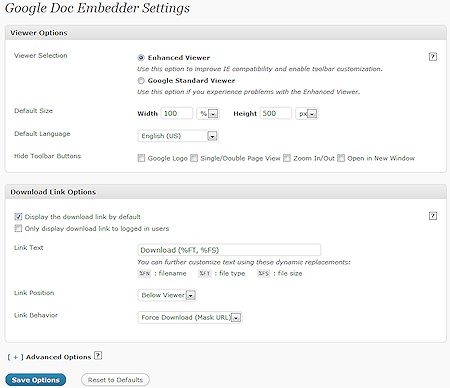 Google Doc Embedder Settings
Viewer Options
Viewer Selection
Enhanced Viewer
?
Use this option to improve IE compatibility and enable toolbar customization.
Google Standard Viewer
Use this option if you experience problems with the Enhanced Viewer.
Default Size Width 100 % Height 500 px
Default Language English (US)
Hide Toolbar Buttons Google Logo Single/Double Page View Zoom In/Out Open in New Window
Download Link Options
Display the download link by default ?
Only display download link to logged in users
Link Text Download (%FT, %FS)
You can further customize text using these dynamic replacements:
%FN : filename %FT : file type %FS : file size
Link Position Below Viewer
Link Behavior Force Download (Mask URL)
[ + ] Advanced Options ?
Save Options Reset to Defaults